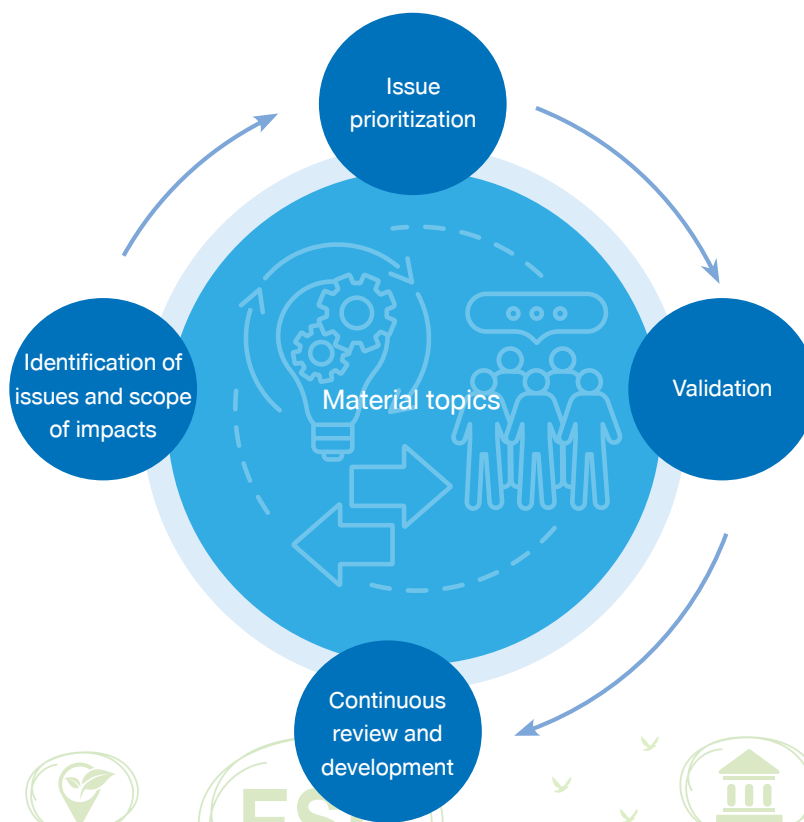 Issue
prioritization
Identification of
issues and scope
of impacts
Material topics
Validation
Continuous
review and
development